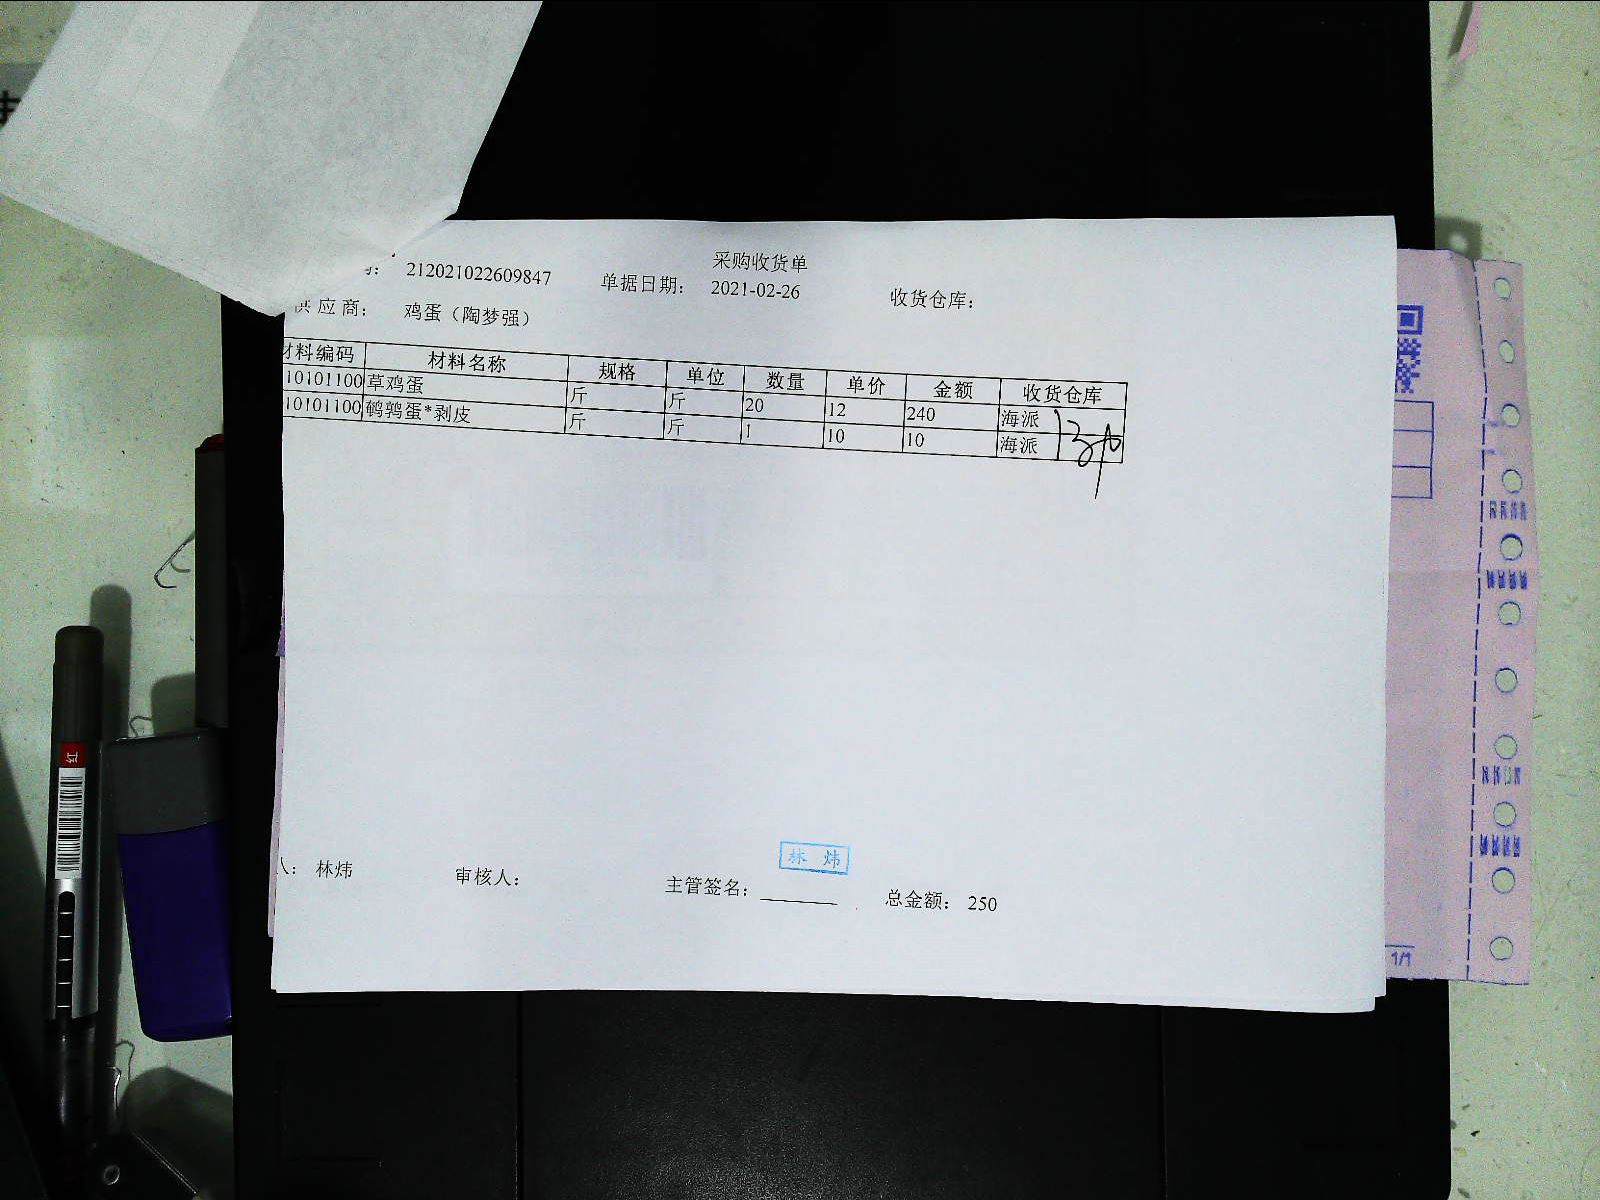 采购收货单
212021022609847 单据日期: 2021-02-26 收货仓库:
供应商: 鸡蛋（陶梦强）
材料编码 材料名称 规格 单位 数量 单价 金额 收货仓库
10101100 草鸡蛋 斤 斤 20 12 240 海派
10101100 鹌鹑蛋*剥皮 斤 斤 1 10 10 海派
林炜
人: 林炜 审核人: 主管签名: 总金额: 250
红
1/1